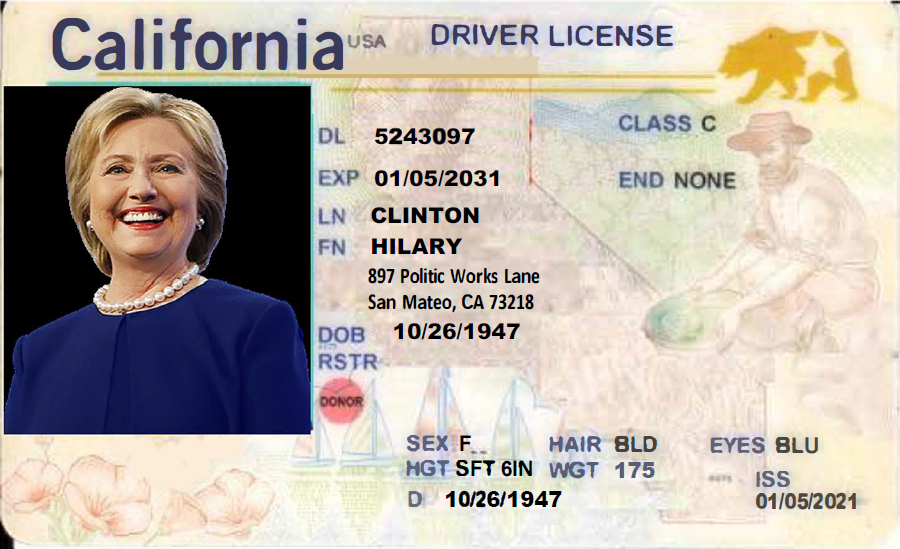 California USA DRIVER LICENSE
DL 5243097
CLASS C
EXP 01/05/2031
END NONE
LN CLINTON
FN HILARY
897 Politic Works Lane
San Mateo, CA 73218
DOB 10/26/1947
RSTR
DONOR
SEX F HAIR BLD EYES BLU
HGT 5FT 6IN WGT 175
ISS
D 10/26/1947 01/05/2021